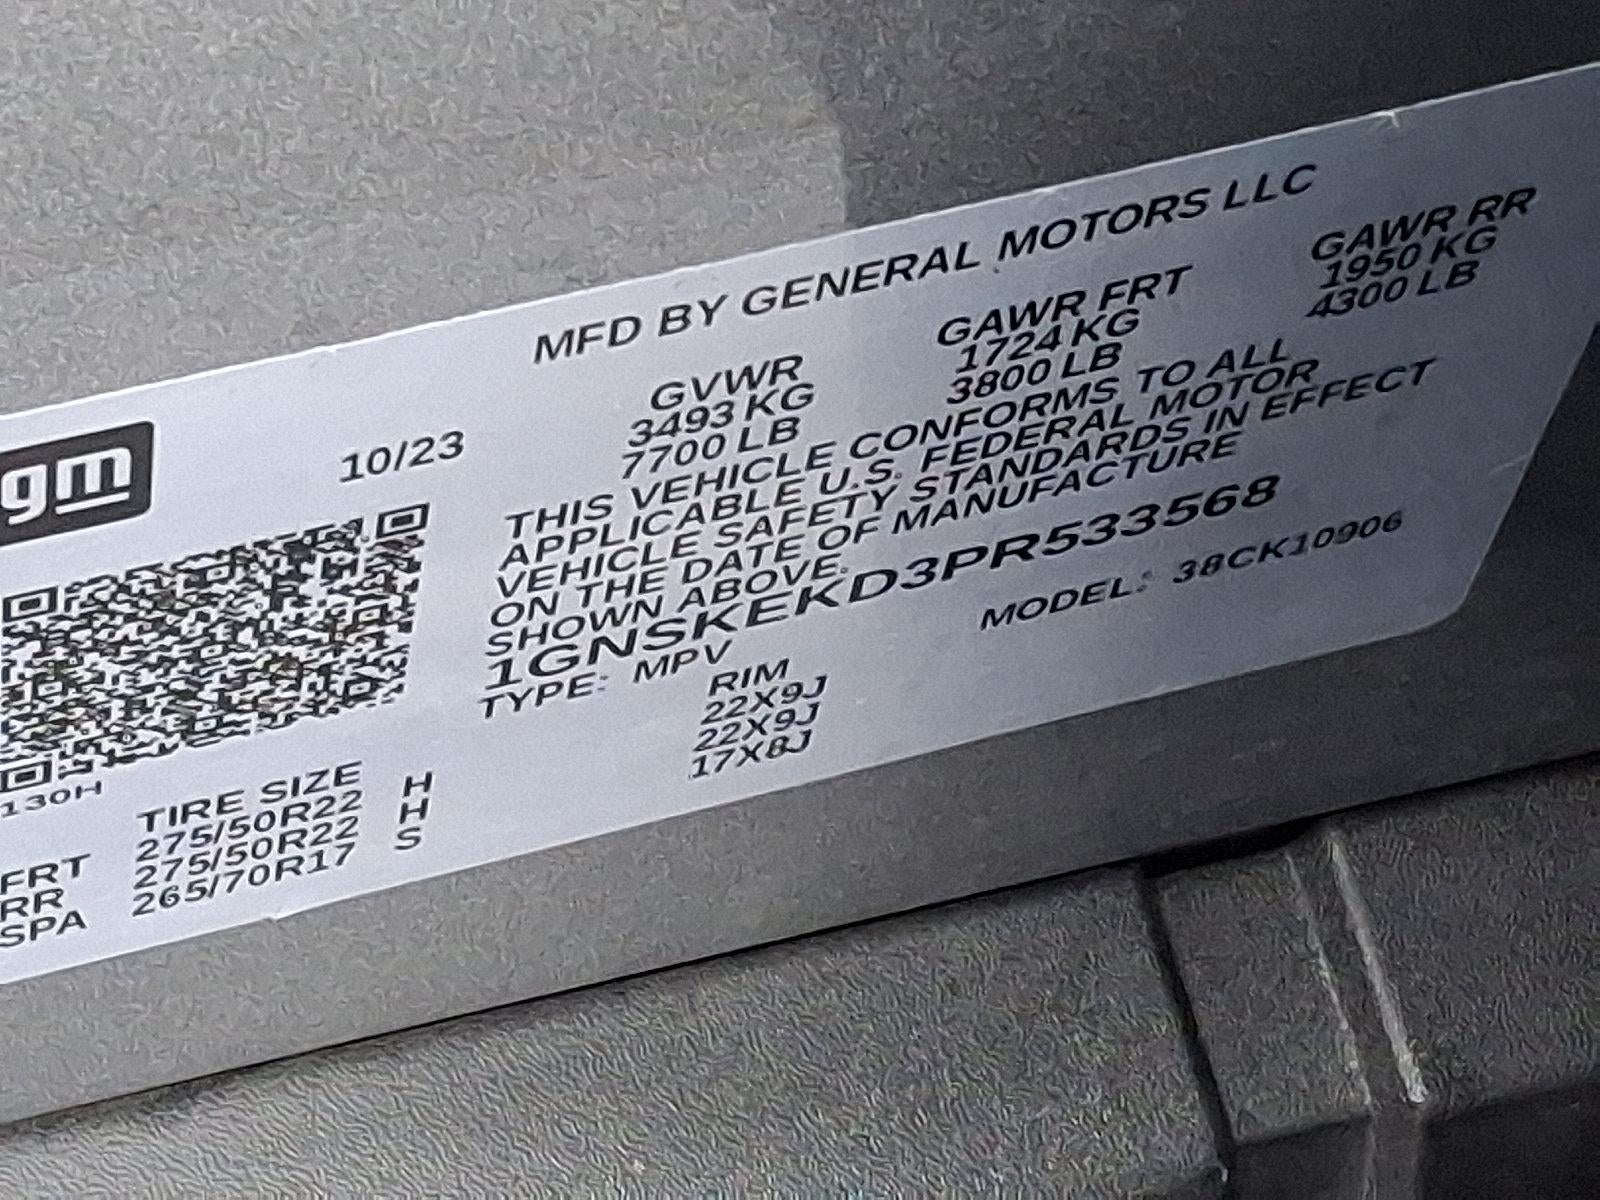 MFD BY GENERAL MOTORS LLC
gm
10/23
GVWR GAWR FRT GAWR RR
3493 KG 1724 KG 1950 KG
7700 LB 3800 LB 4300 LB
THIS VEHICLE CONFORMS TO ALL
APPLICABLE U.S. FEDERAL MOTOR
VEHICLE SAFETY STANDARDS IN EFFECT
ON THE DATE OF MANUFACTURE
SHOWN ABOVE.
1GNSKEKD3PR533568
TYPE: MPV MODEL: 38CK10906
130H
TIRE SIZE RIM
FRT 275/50R22 H 22X9J
RR 275/50R22 H 22X9J
SPA 265/70R17 S 17X8J